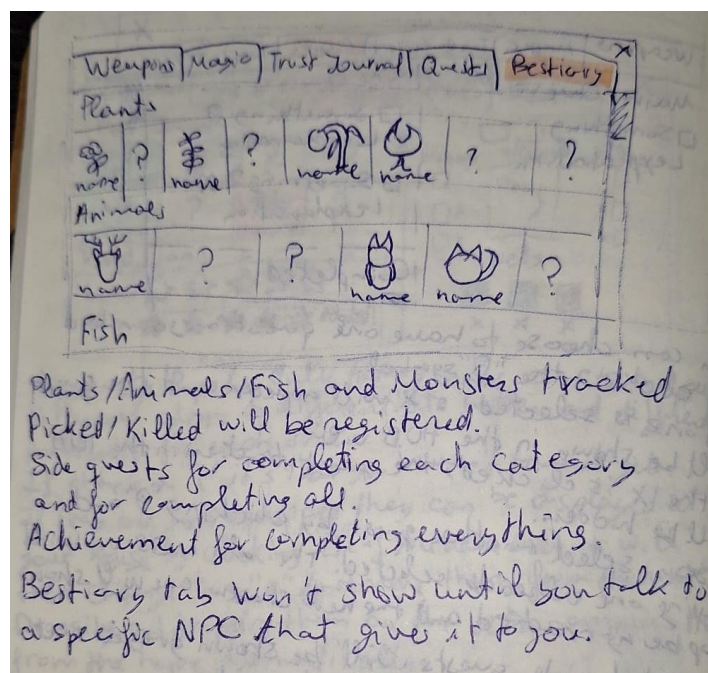 Weapons Magic Trust Journal Quests Bestiary X
Plants
? ? ? ?
name name name name
Animals
? ? ?
name name name
Fish
Plants/Animals/Fish and Monsters tracked
Picked/Killed will be registered.
Side quests for completing each category
and for completing all.
Achievement for completing everything.
Bestiary tab won't show until you talk to
a specific NPC that gives it to you.